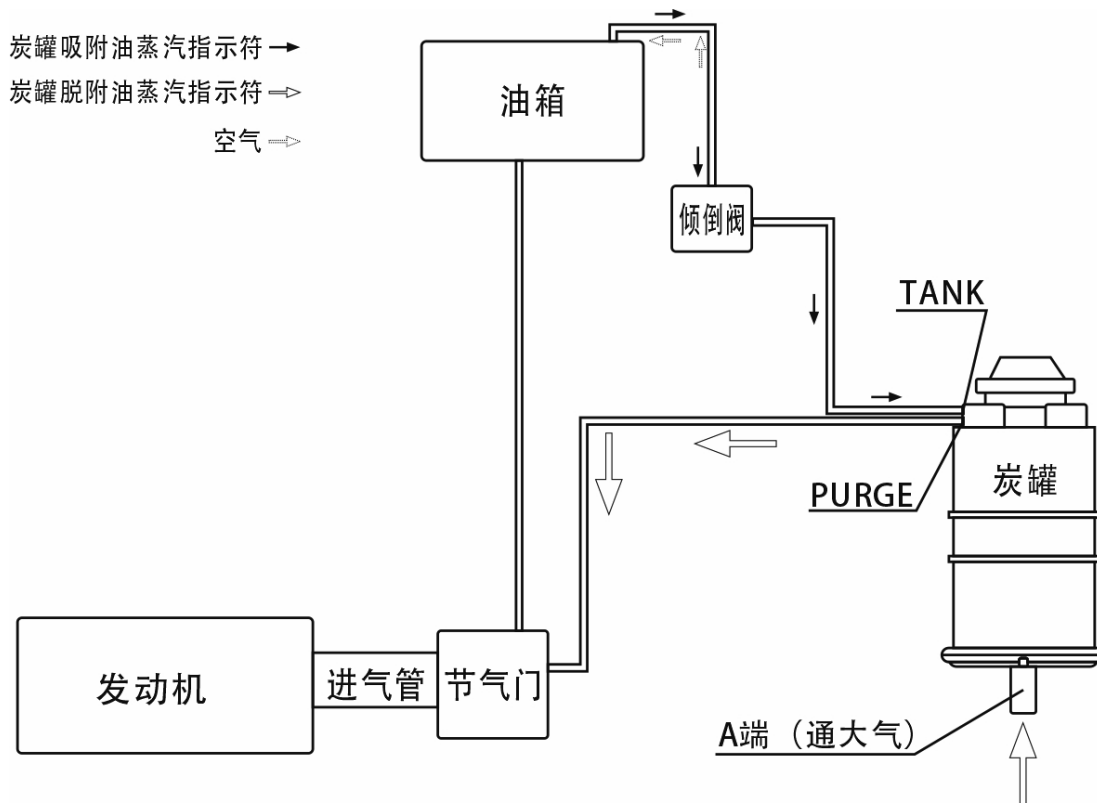 炭罐吸附油蒸汽指示符
炭罐脱附油蒸汽指示符
空气
油箱
倾倒阀
TANK
炭罐
PURGE
发动机
进气管
节气门
A端（通大气）